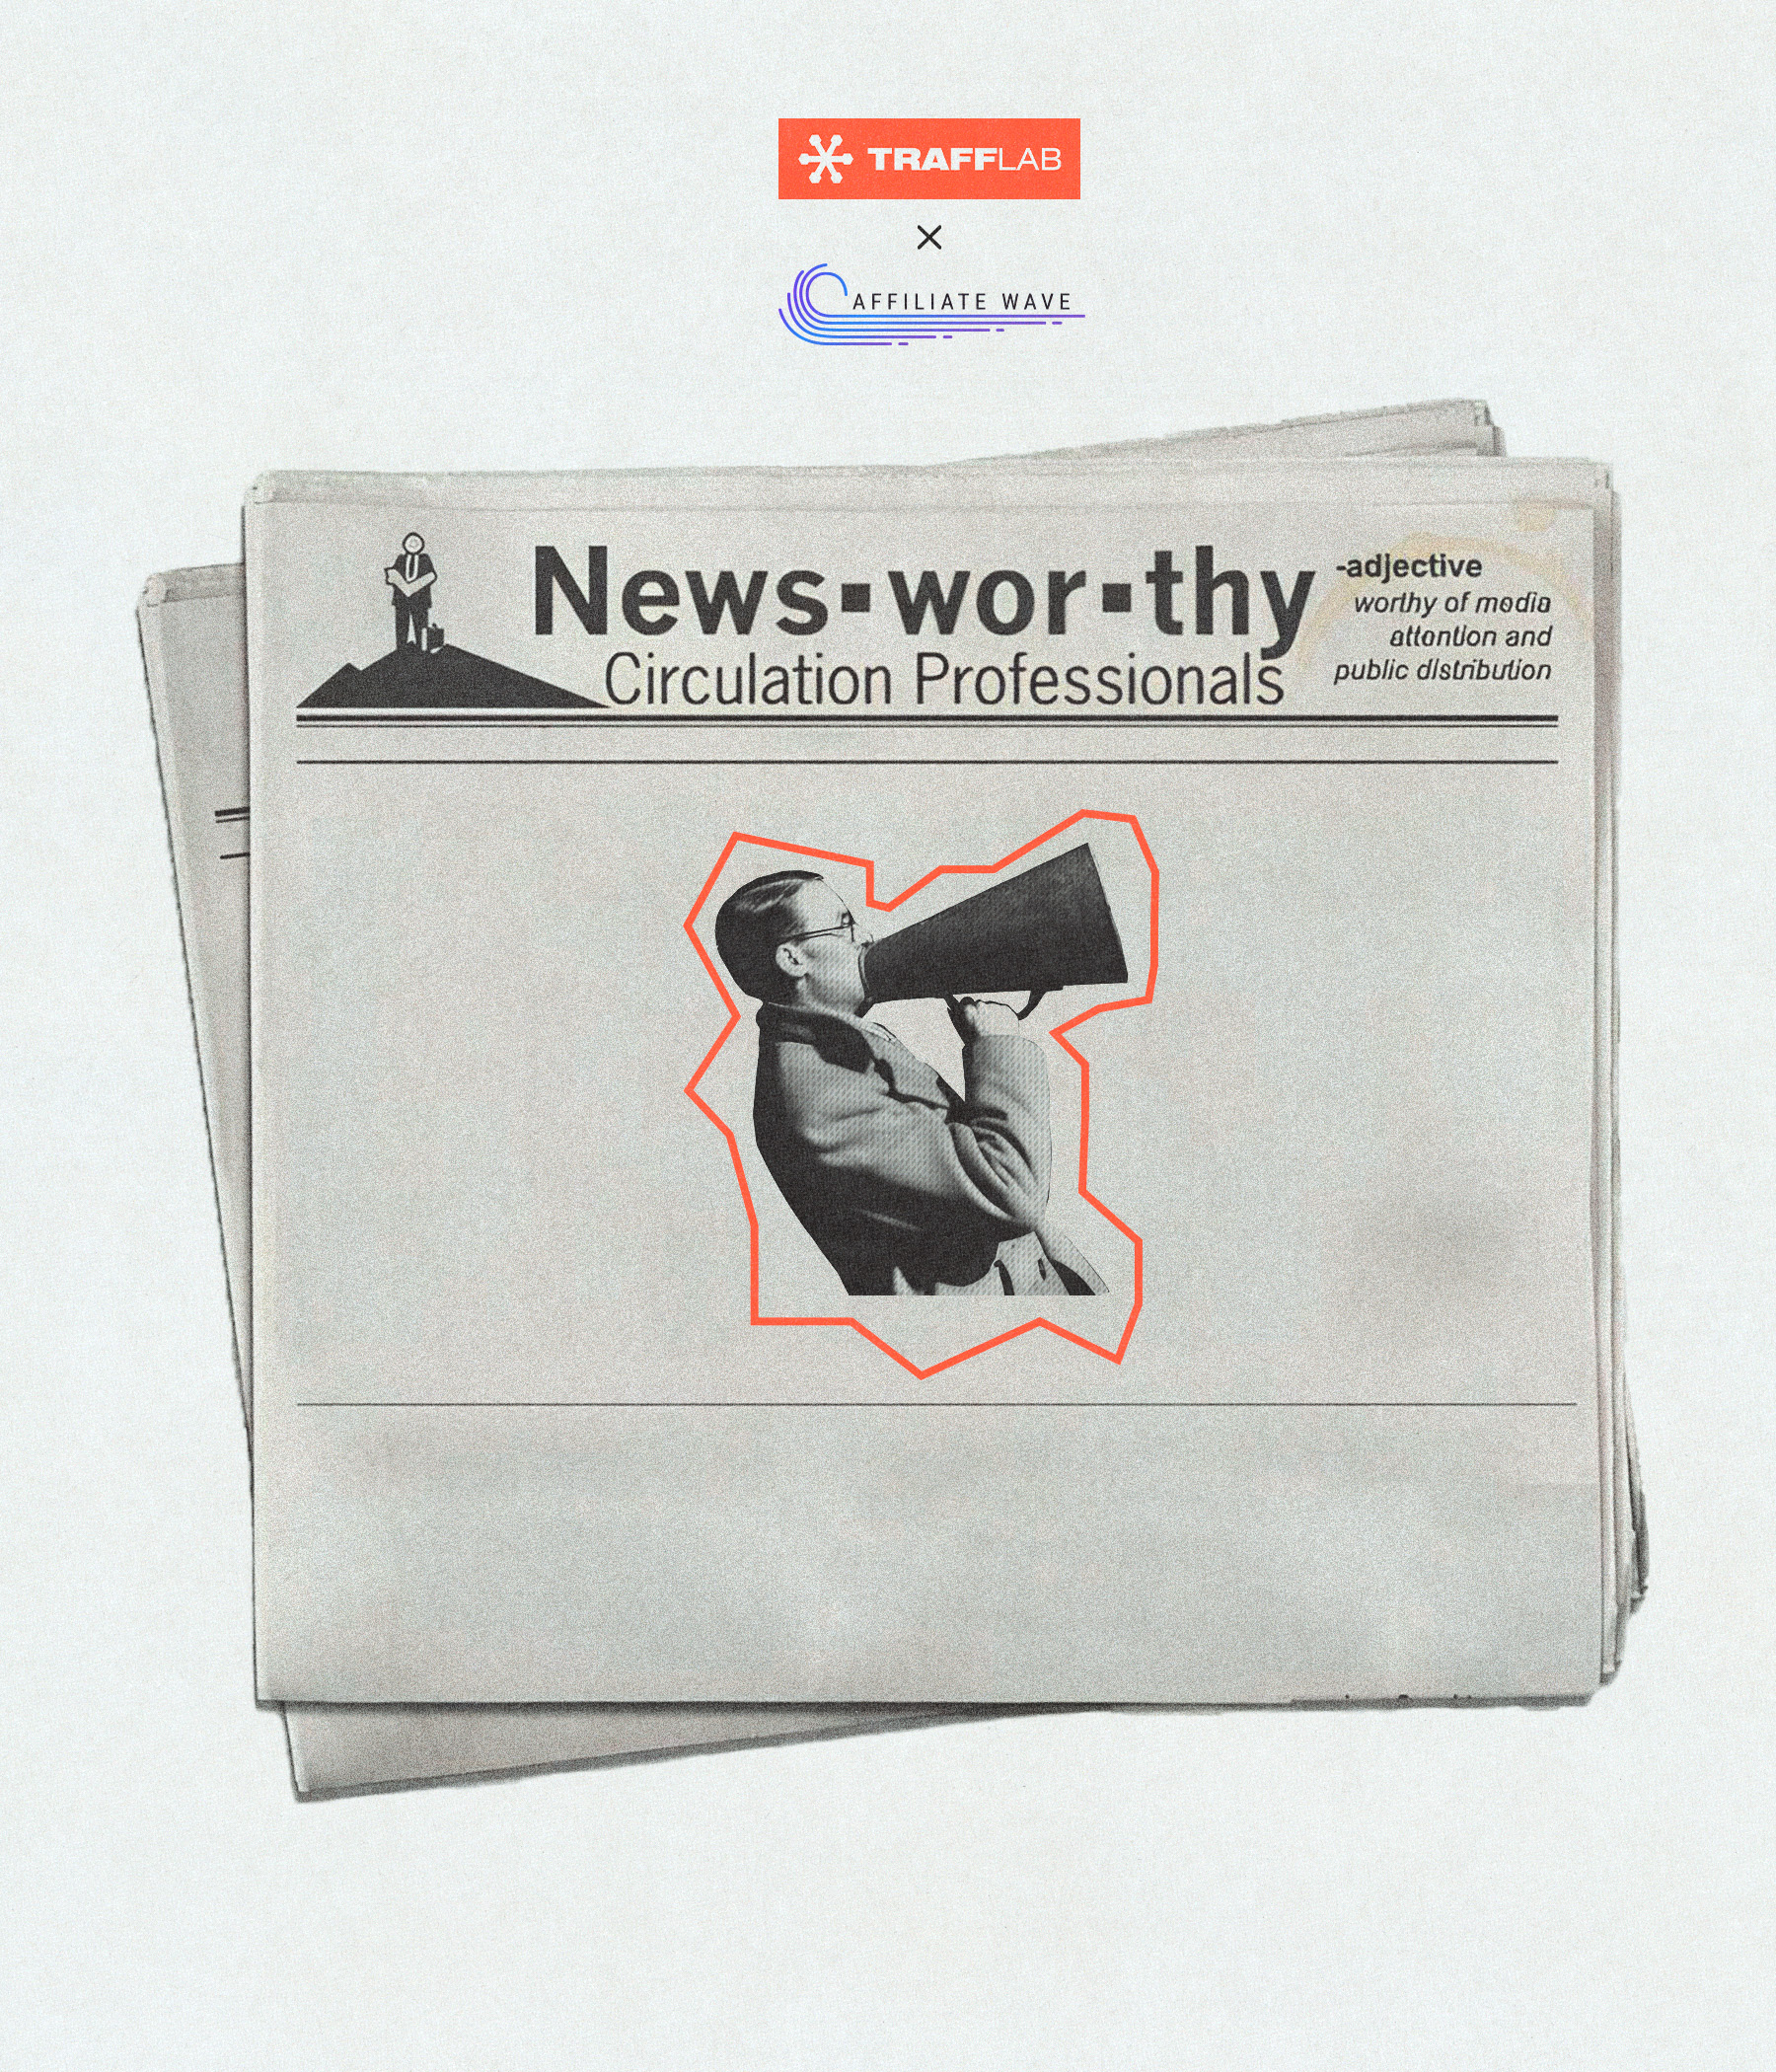 TRAFFLAB
×
AFFILIATE WAVE
News▪wor▪thy
Circulation Professionals
-adjective
worthy of media
attention and
public distribution